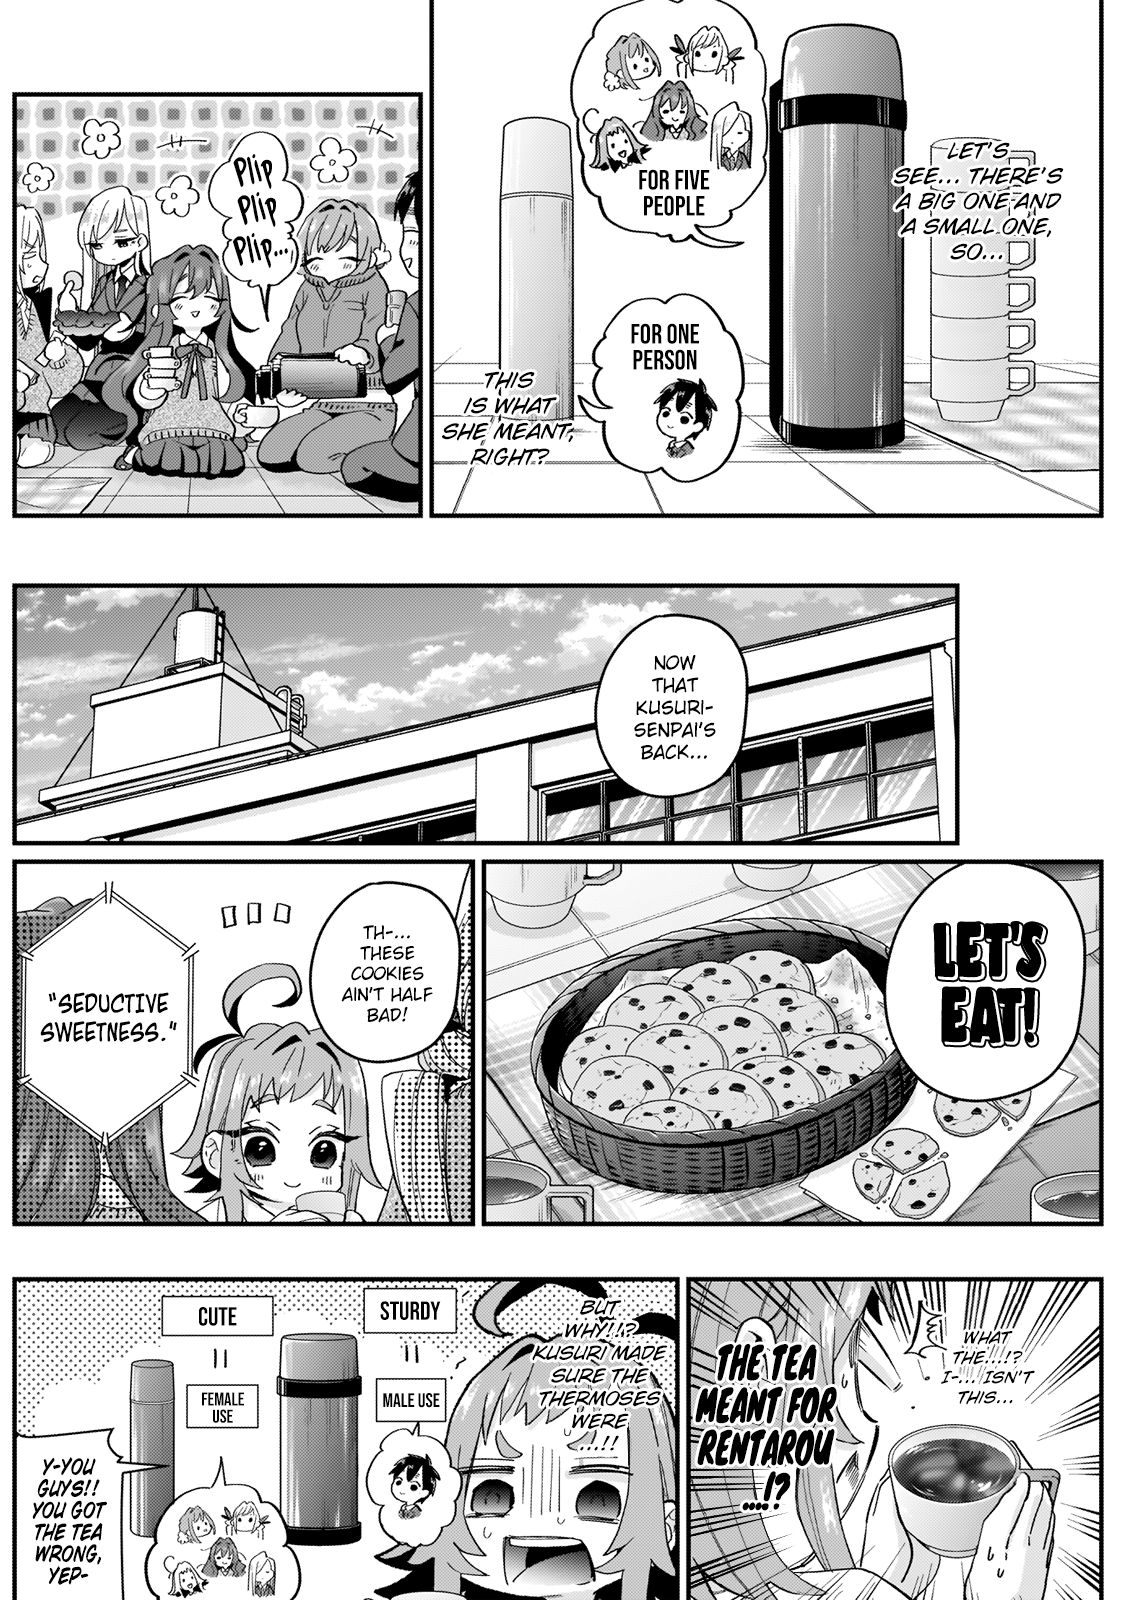 LET'S
SEE... THERE'S
A BIG ONE AND
A SMALL ONE,
SO...
FOR FIVE
PEOPLE
FOR ONE
PERSON
THIS
IS WHAT
SHE MEANT,
RIGHT?
Plip
Plip
Plip...
NOW
THAT
KUSURI-
SENPAI'S
BACK...
LET'S
EAT!
TH-...
THESE
COOKIES
AIN'T HALF
BAD!
"SEDUCTIVE
SWEETNESS."
WHAT
THE...!?
I-... ISN'T
THIS...
THE TEA
MEANT FOR
RENTAROU
....!?
BUT
WHY!!?
KUSURI MADE
SURE THE
THERMOSES
WERE
...!!
STURDY
=
MALE USE
CUTE
=
FEMALE
USE
Y-YOU
GUYS!!
YOU GOT
THE TEA
WRONG,
YEP-